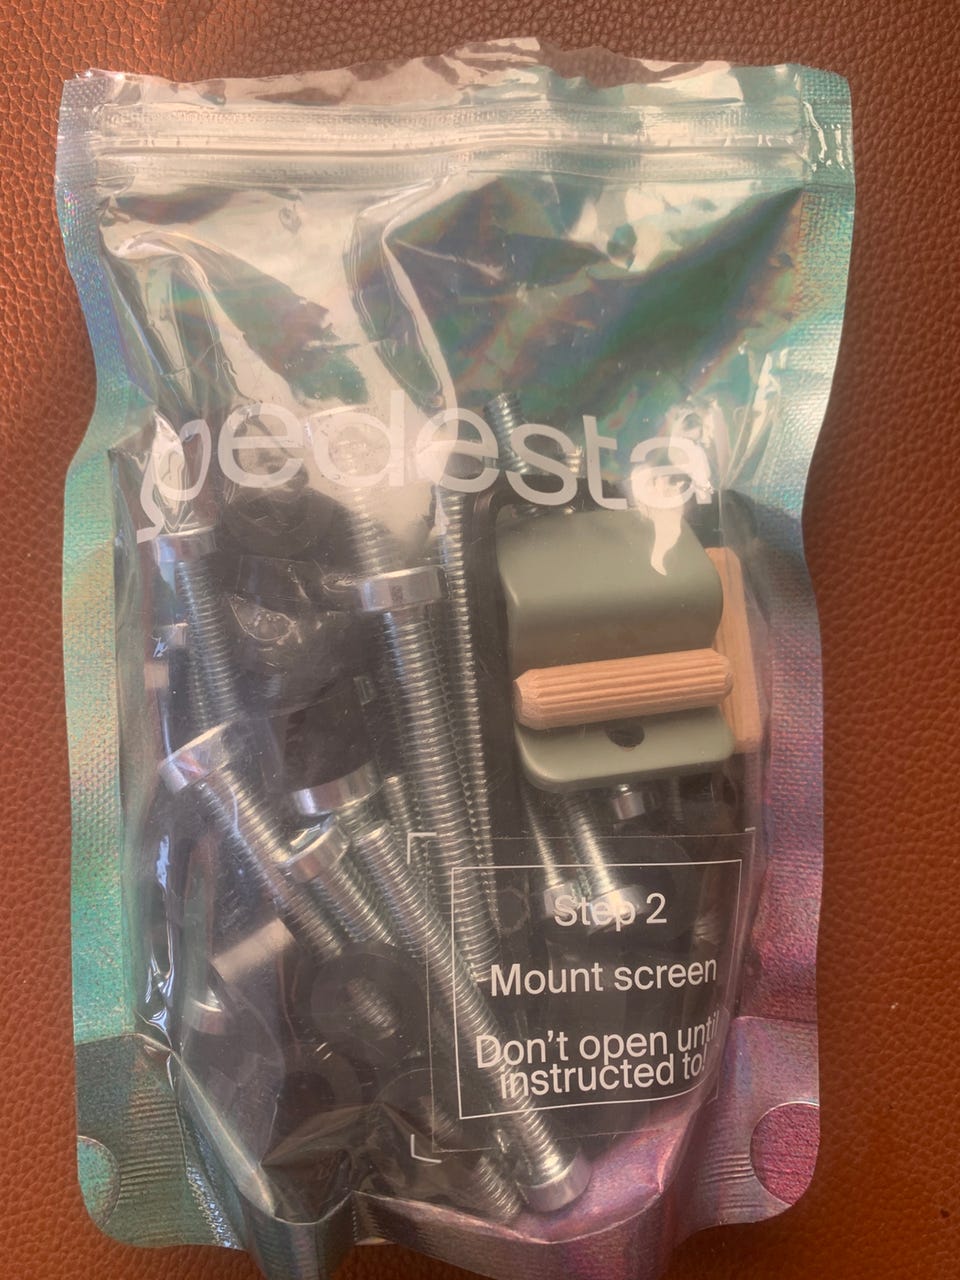 pedestal
Step 2
Mount screen
Don't open until
instructed to!